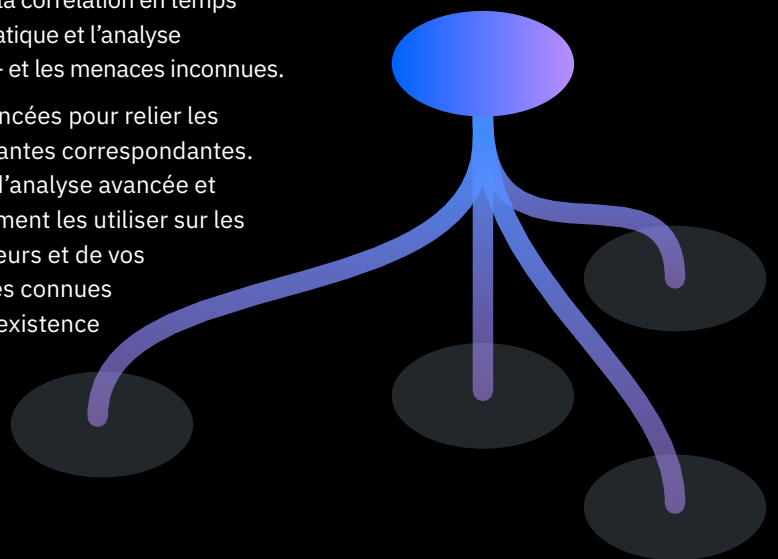 la corrélation en temps
atique et l’analyse
- et les menaces inconnues.
ncées pour relier les
antes correspondantes.
d’analyse avancée et
ment les utiliser sur les
eurs et de vos
es connues
existence